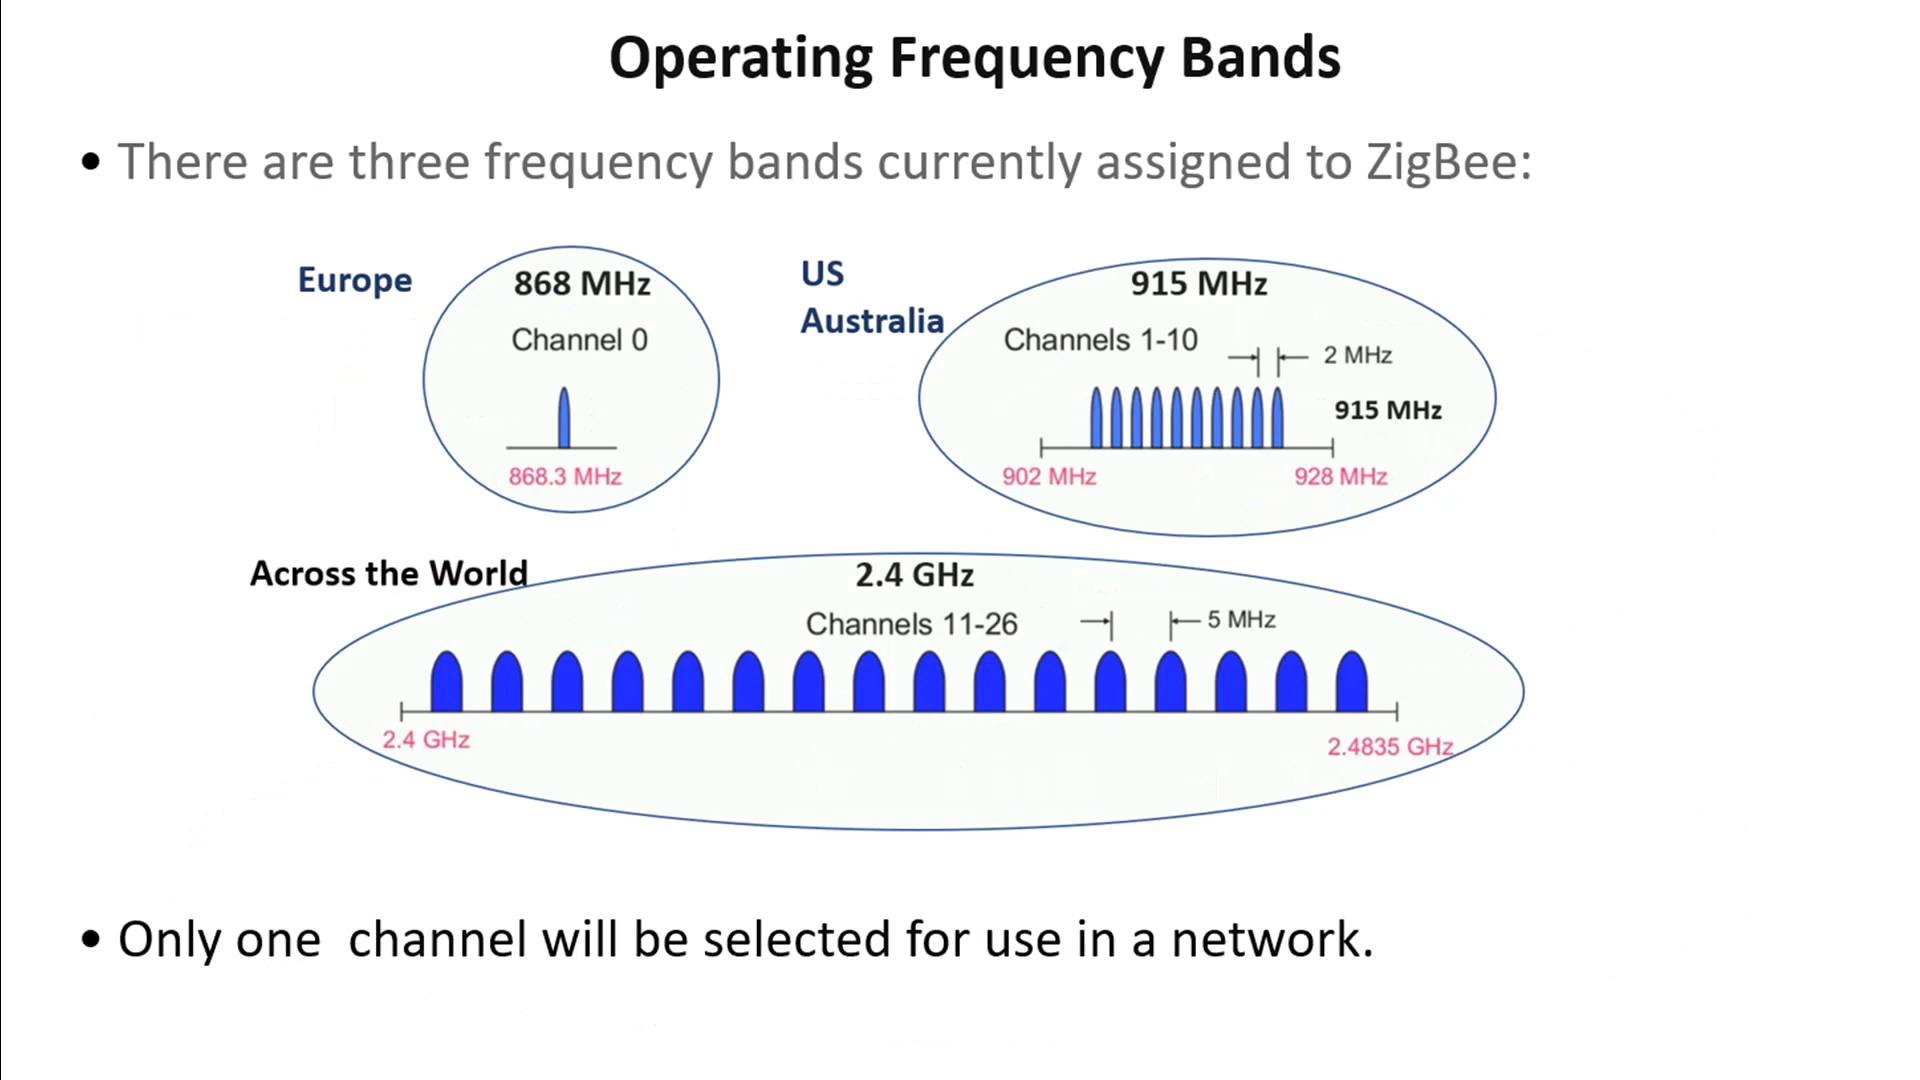 Operating Frequency Bands
• There are three frequency bands currently assigned to ZigBee:
Europe
868 MHz
Channel 0
868.3 MHz
US
Australia
915 MHz
Channels 1-10
2 MHz
915 MHz
902 MHz
928 MHz
Across the World
2.4 GHz
Channels 11-26
5 MHz
2.4 GHz
2.4835 GHz
• Only one  channel will be selected for use in a network.